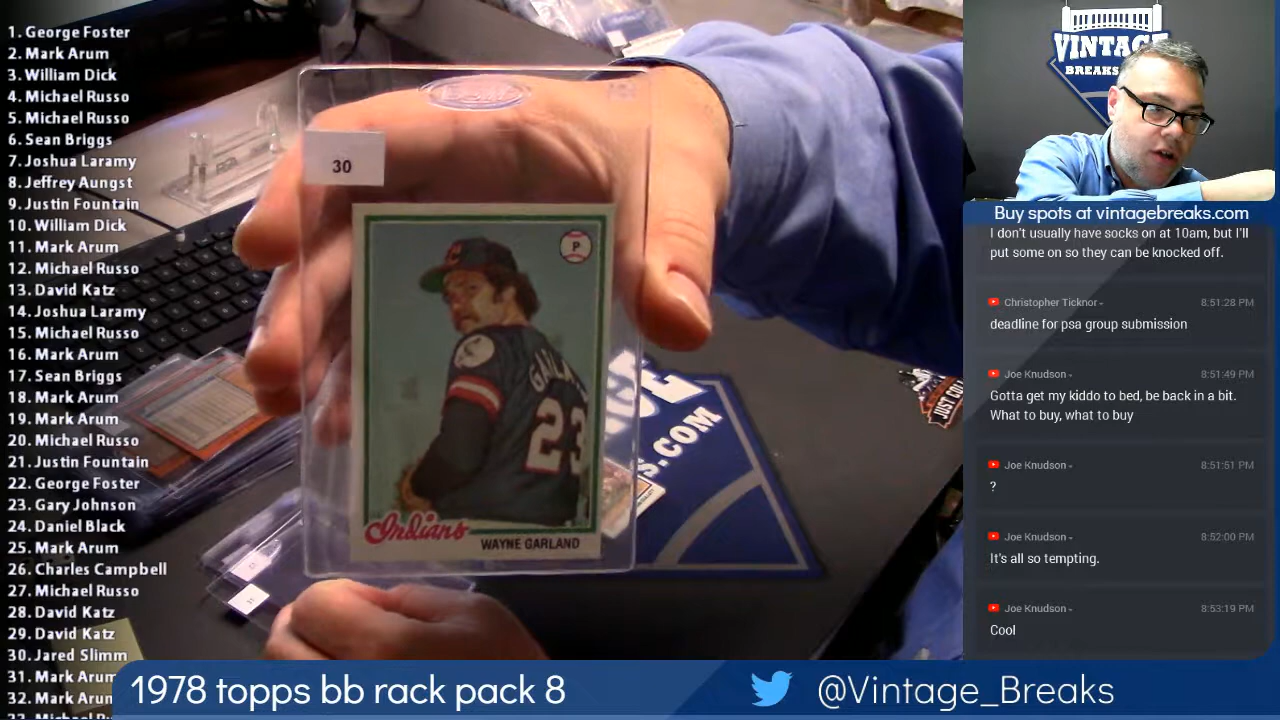 1. George Foster
2. Mark Arum
3. William Dick
4. Michael Russo
5. Michael Russo
6. Sean Briggs
7. Joshua Laramy
8. Jeffrey Aungst
9. Justin Fountain
10. William Dick
11. Mark Arum
12. Michael Russo
13. David Katz
14. Joshua Laramy
15. Michael Russo
16. Mark Arum
17. Sean Briggs
18. Mark Arum
19. Mark Arum
20. Michael Russo
21. Justin Fountain
22. George Foster
23. Gary Johnson
24. Daniel Black
25. Mark Arum
26. Charles Campbell
27. Michael Russo
28. David Katz
29. David Katz
30. Jared Slimm
31. Mark Arum
32. Mark Arum
30
P
GARLA
23
Indians
WAYNE GARLAND
S.COM
JUST COLL
VINTAGE
BREAKS
Buy spots at vintagebreaks.com
I don't usually have socks on at 10am, but I'll
put some on so they can be knocked off.
Christopher Ticknor
8:51:28 PM
deadline for psa group submission
Joe Knudson
8:51:49 PM
Gotta get my kiddo to bed, be back in a bit.
What to buy, what to buy
Joe Knudson
8:51:51 PM
?
Joe Knudson
8:52:00 PM
It's all so tempting.
Joe Knudson
8:53:19 PM
Cool
1978 topps bb rack pack 8
@Vintage_Breaks